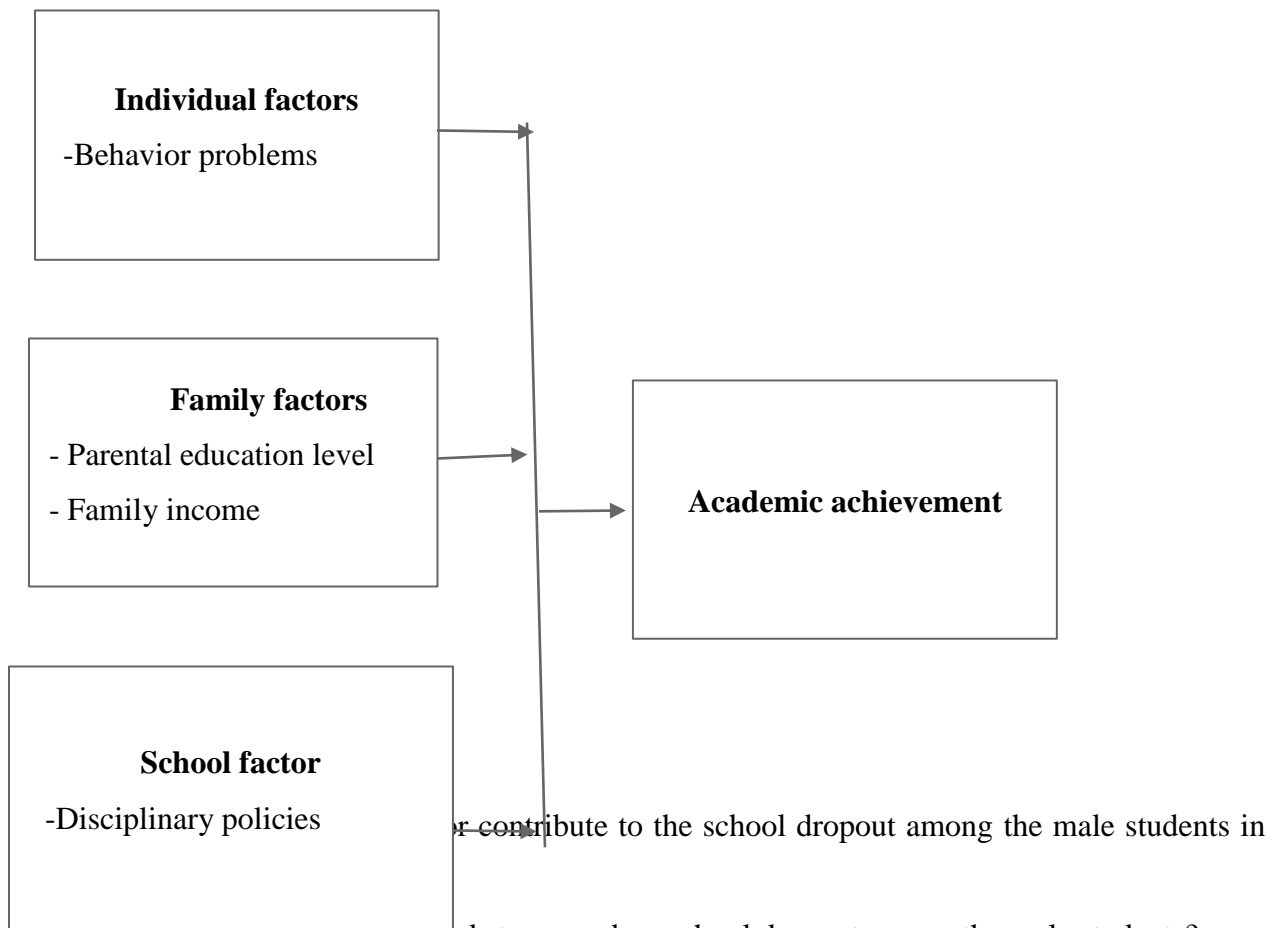 Individual factors
-Behavior problems
Family factors
- Parental education level
- Family income
Academic achievement
School factor
-Disciplinary policies
contribute to the school dropout among the male students in